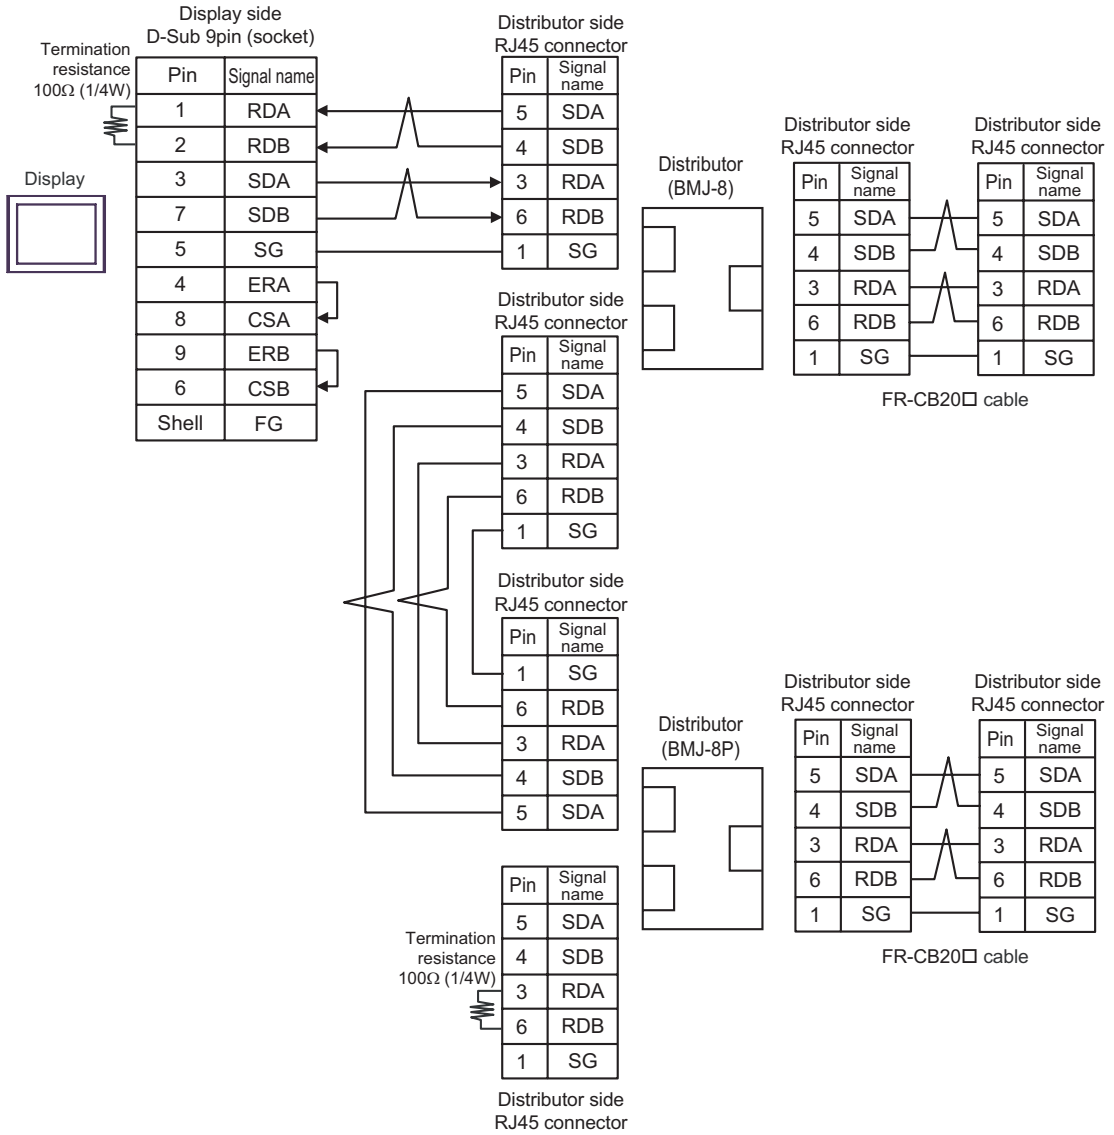 Display side
D-Sub 9pin (socket)
Termination
resistance
100Ω (1/4W)
Pin Signal name
1 RDA
2 RDB
3 SDA
7 SDB
5 SG
4 ERA
8 CSA
9 ERB
6 CSB
Shell FG
Display
Distributor side
RJ45 connector
Pin Signal name
5 SDA
4 SDB
3 RDA
6 RDB
1 SG
Distributor
(BMJ-8)
Distributor side
RJ45 connector
Pin Signal name
5 SDA
4 SDB
3 RDA
6 RDB
1 SG
Distributor side
RJ45 connector
Pin Signal name
5 SDA
4 SDB
3 RDA
6 RDB
1 SG
FR-CB20□ cable
Distributor side
RJ45 connector
Pin Signal name
5 SDA
4 SDB
3 RDA
6 RDB
1 SG
Distributor side
RJ45 connector
Pin Signal name
1 SG
6 RDB
3 RDA
4 SDB
5 SDA
Distributor
(BMJ-8P)
Distributor side
RJ45 connector
Pin Signal name
5 SDA
4 SDB
3 RDA
6 RDB
1 SG
Distributor side
RJ45 connector
Pin Signal name
5 SDA
4 SDB
3 RDA
6 RDB
1 SG
FR-CB20□ cable
Termination
resistance
100Ω (1/4W)
Pin Signal name
5 SDA
4 SDB
3 RDA
6 RDB
1 SG
Distributor side
RJ45 connector